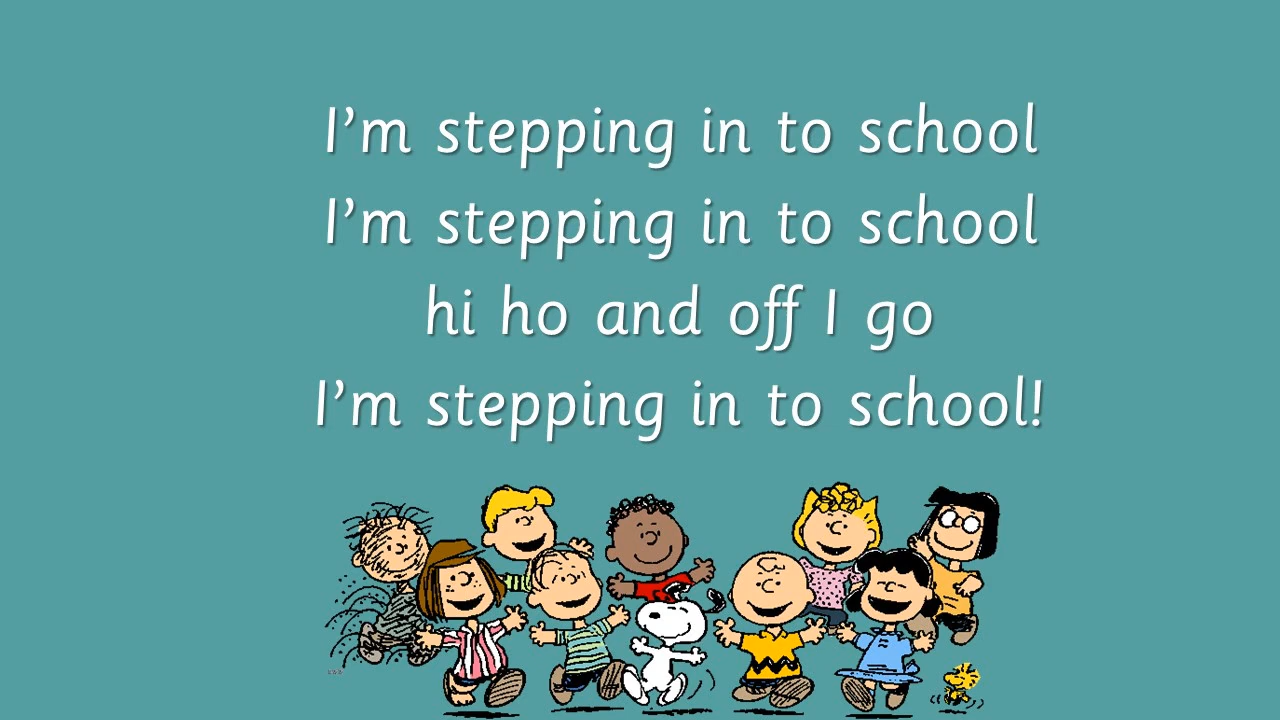 I’m stepping in to school
I’m stepping in to school
hi ho and off I go
I’m stepping in to school!